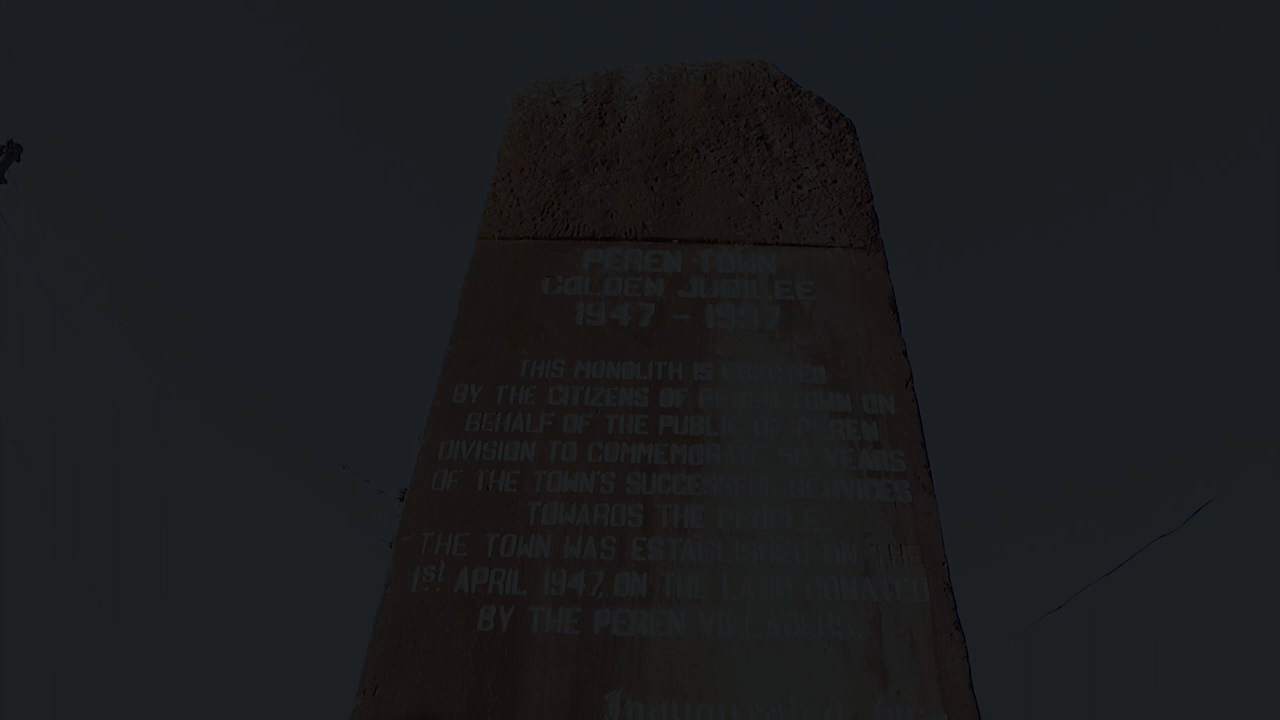 PEREN TOWN
GOLDEN JUBILEE
1947 - 1997
THIS MONOLITH IS ERECTED
BY THE CITIZENS OF PEREN TOWN ON
BEHALF OF THE PUBLIC OF PEREN
DIVISION TO COMMEMORATE 50 YEARS
OF THE TOWN'S SUCCESSFUL SERVICES
TOWARDS THE PEOPLE.
THE TOWN WAS ESTABLISHED ON THE
1st APRIL 1947, ON THE LAND DONATED
BY THE PEREN VILLAGERS.
Inaugurated by: